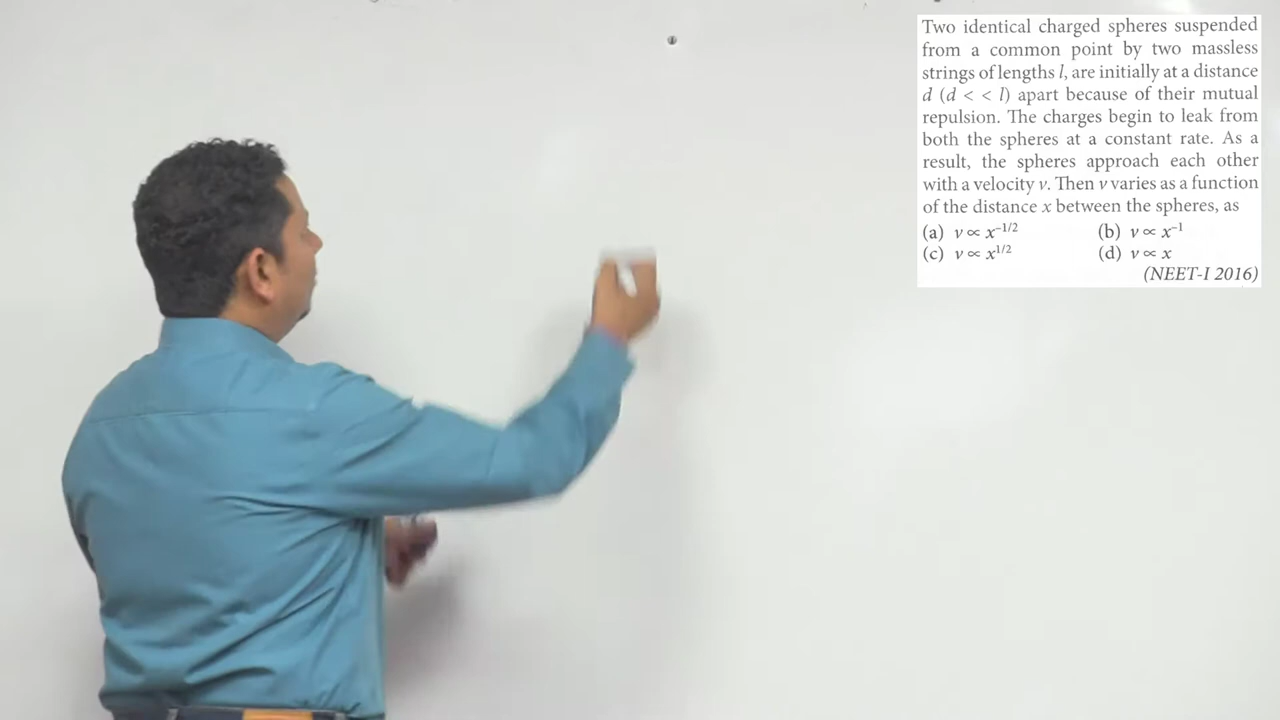 Two identical charged spheres suspended
from a common point by two massless
strings of lengths l, are initially at a distance
d (d < < l) apart because of their mutual
repulsion. The charges begin to leak from
both the spheres at a constant rate. As a
result, the spheres approach each other
with a velocity v. Then v varies as a function
of the distance x between the spheres, as
(a) v ∝ x⁻¹/² (b) v ∝ x⁻¹
(c) v ∝ x¹/² (d) v ∝ x
(NEET-I 2016)